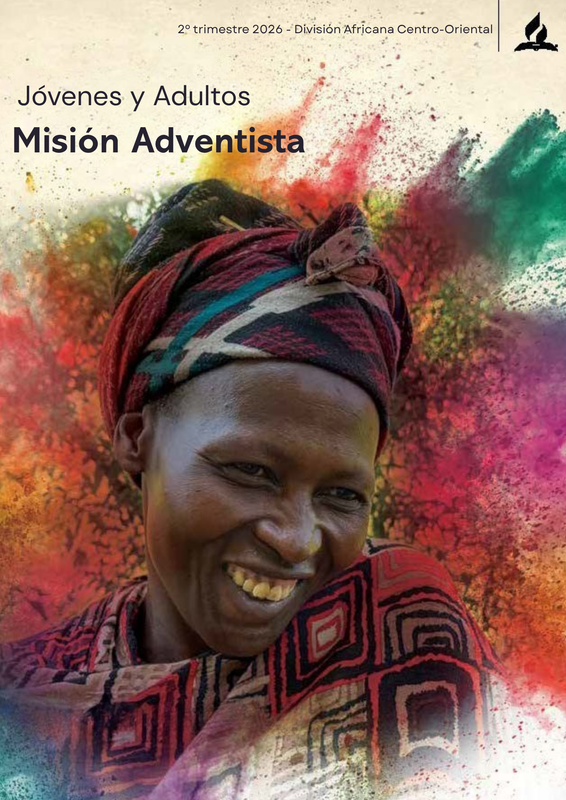 2º trimestre 2026 - División Africana Centro-Oriental
Jóvenes y Adultos
Misión Adventista